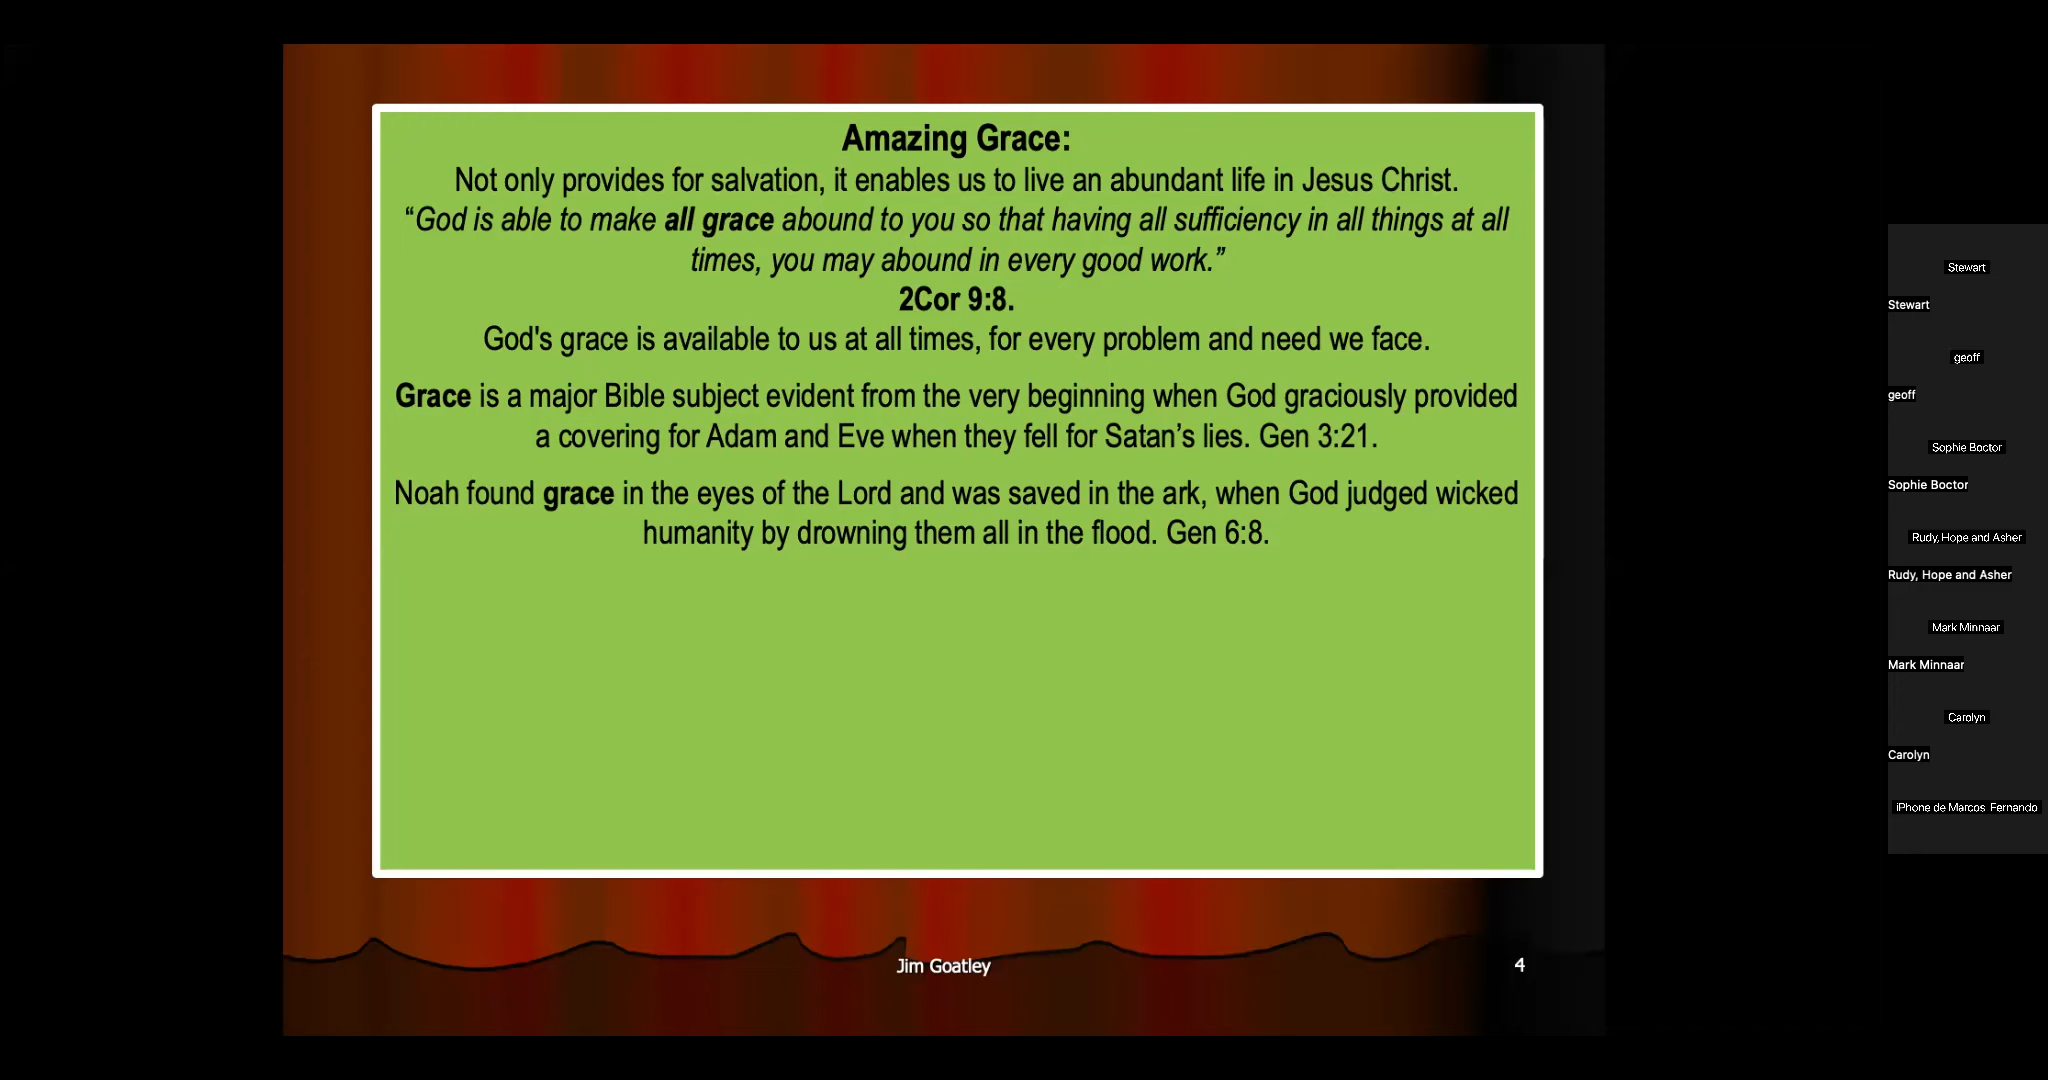 Amazing Grace:
Not only provides for salvation, it enables us to live an abundant life in Jesus Christ.
“God is able to make all grace abound to you so that having all sufficiency in all things at all
times, you may abound in every good work.”
2Cor 9:8.
God's grace is available to us at all times, for every problem and need we face.
Grace is a major Bible subject evident from the very beginning when God graciously provided
a covering for Adam and Eve when they fell for Satan’s lies. Gen 3:21.
Noah found grace in the eyes of the Lord and was saved in the ark, when God judged wicked
humanity by drowning them all in the flood. Gen 6:8.
Jim Goatley
4
Stewart
Stewart
geoff
geoff
Sophie Boctor
Sophie Boctor
Rudy, Hope and Asher
Rudy, Hope and Asher
Mark Minnaar
Mark Minnaar
Carolyn
Carolyn
iPhone de Marcos Fernando